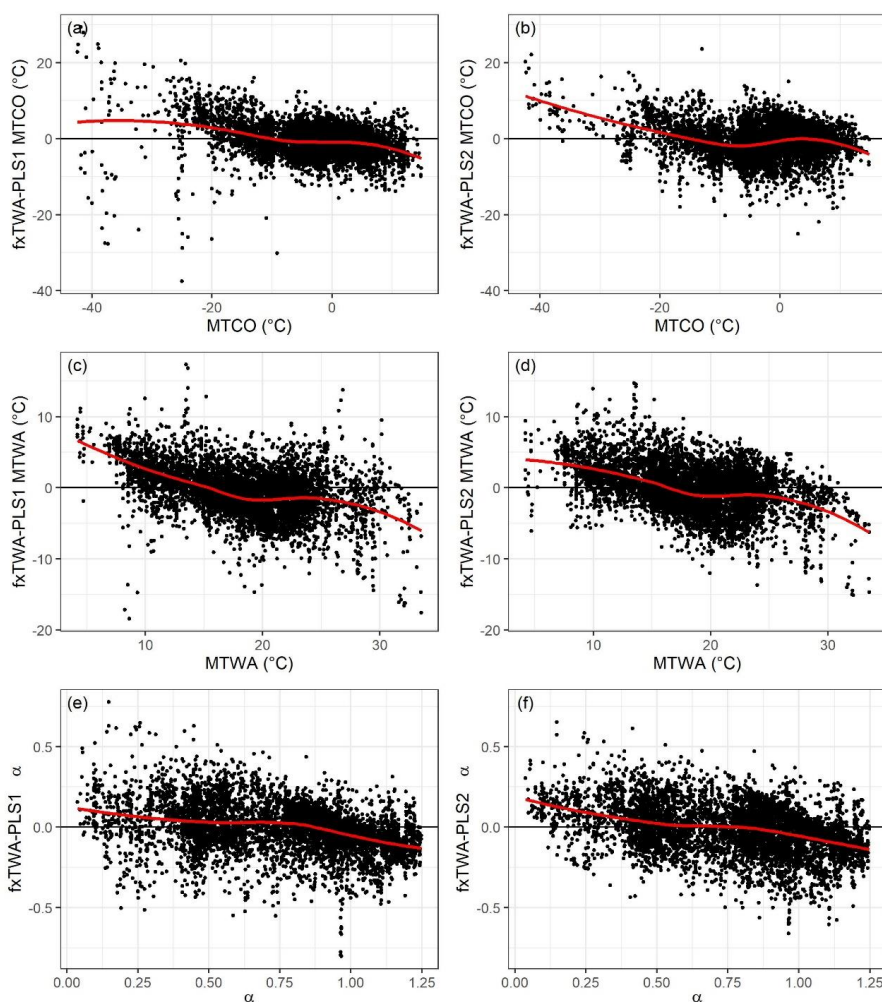 (a)
fxTWA-PLS1 MTCO (°C)
20
0
-20
-40
-40
-20
0
MTCO (°C)
(b)
fxTWA-PLS2 MTCO (°C)
20
0
-20
-40
-40
-20
0
MTCO (°C)
(c)
fxTWA-PLS1 MTWA (°C)
10
0
-10
-20
10
20
30
MTWA (°C)
(d)
fxTWA-PLS2 MTWA (°C)
10
0
-10
-20
10
20
30
MTWA (°C)
(e)
fxTWA-PLS1 α
0.5
0.0
-0.5
0.00
0.25
0.50
0.75
1.00
1.25
α
(f)
fxTWA-PLS2 α
0.5
0.0
-0.5
0.00
0.25
0.50
0.75
1.00
1.25
α